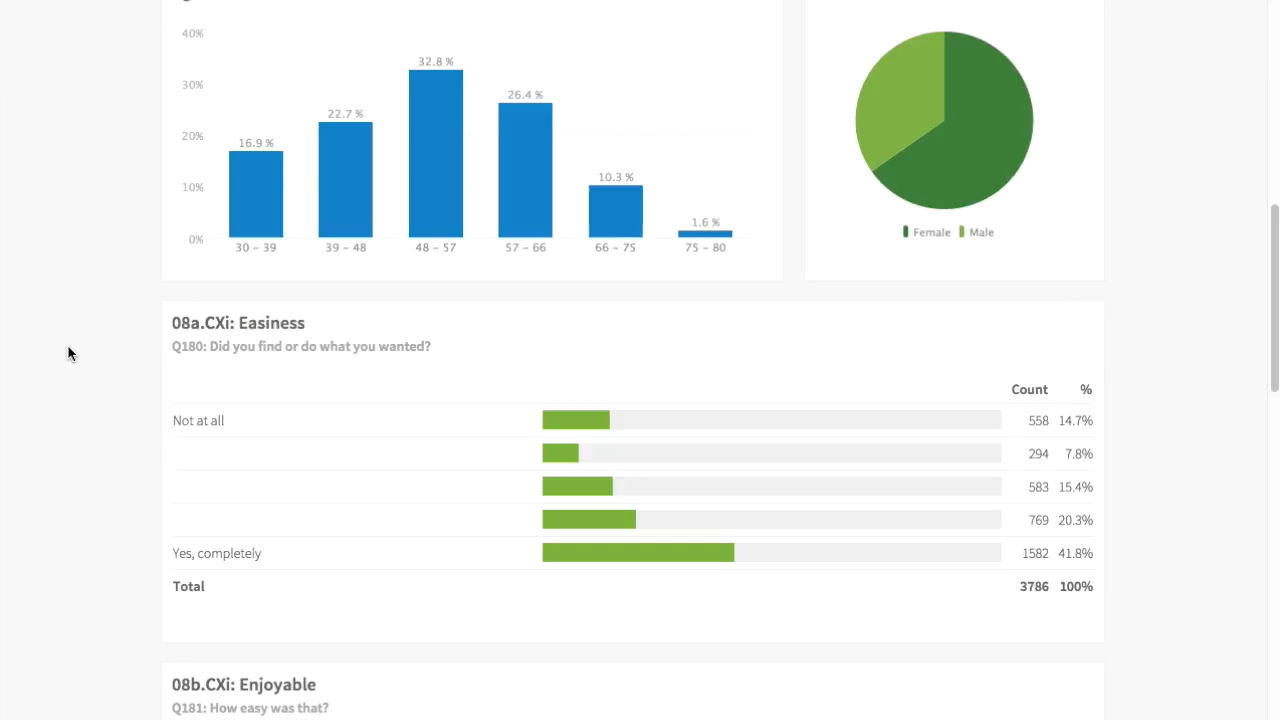 40%
30%
20%
10%
0%
16.9 %
22.7 %
32.8 %
26.4 %
10.3 %
1.6 %
30 – 39
39 – 48
48 – 57
57 – 66
66 – 75
75 – 80
Female Male
08a.CXi: Easiness
Q180: Did you find or do what you wanted?
Count %
Not at all 558 14.7%
294 7.8%
583 15.4%
769 20.3%
Yes, completely 1582 41.8%
Total 3786 100%
08b.CXi: Enjoyable
Q181: How easy was that?